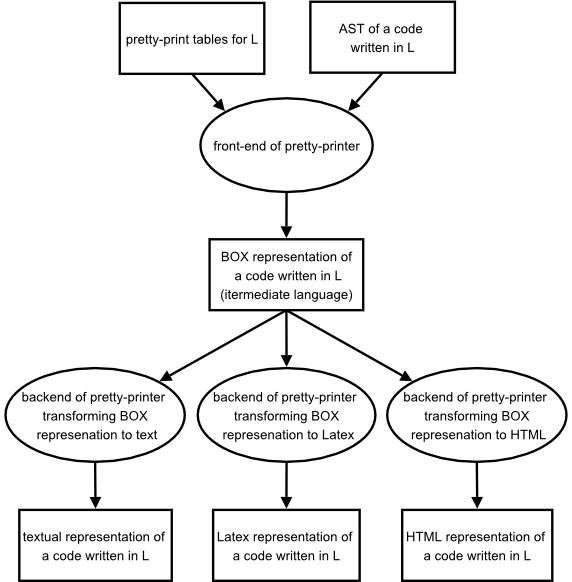 pretty-print tables for L
AST of a code
written in L
front-end of pretty-printer
BOX representation of
a code written in L
(itermediate language)
backend of pretty-printer
transforming BOX
represenation to text
backend of pretty-printer
transforming BOX
represenation to Latex
backend of pretty-printer
transforming BOX
represenation to HTML
textual representation of
a code written in L
Latex representation of
a code written in L
HTML representation of
a code written in L